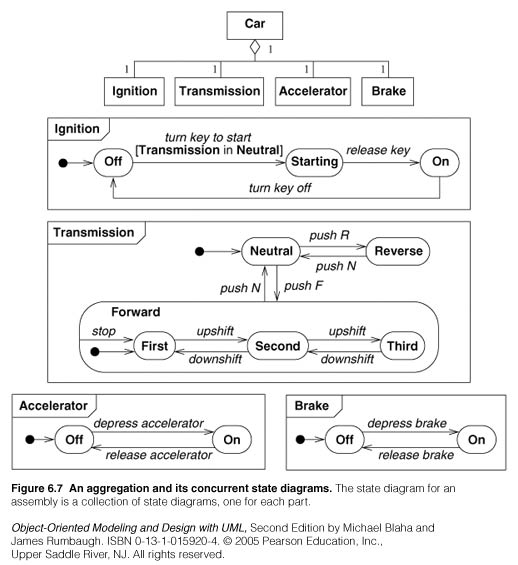 Car
1
1 1 1 1
Ignition Transmission Accelerator Brake
Ignition
turn key to start
[Transmission in Neutral]
release key
Off Starting On
turn key off
Transmission
push R
Neutral Reverse
push N
push N push F
Forward
stop upshift upshift
First Second Third
downshift downshift
Accelerator
depress accelerator
Off On
release accelerator
Brake
depress brake
Off On
release brake
Figure 6.7 An aggregation and its concurrent state diagrams. The state diagram for an
assembly is a collection of state diagrams, one for each part.
Object-Oriented Modeling and Design with UML, Second Edition by Michael Blaha and
James Rumbaugh. ISBN 0-13-1-015920-4. © 2005 Pearson Education, Inc.,
Upper Saddle River, NJ. All rights reserved.